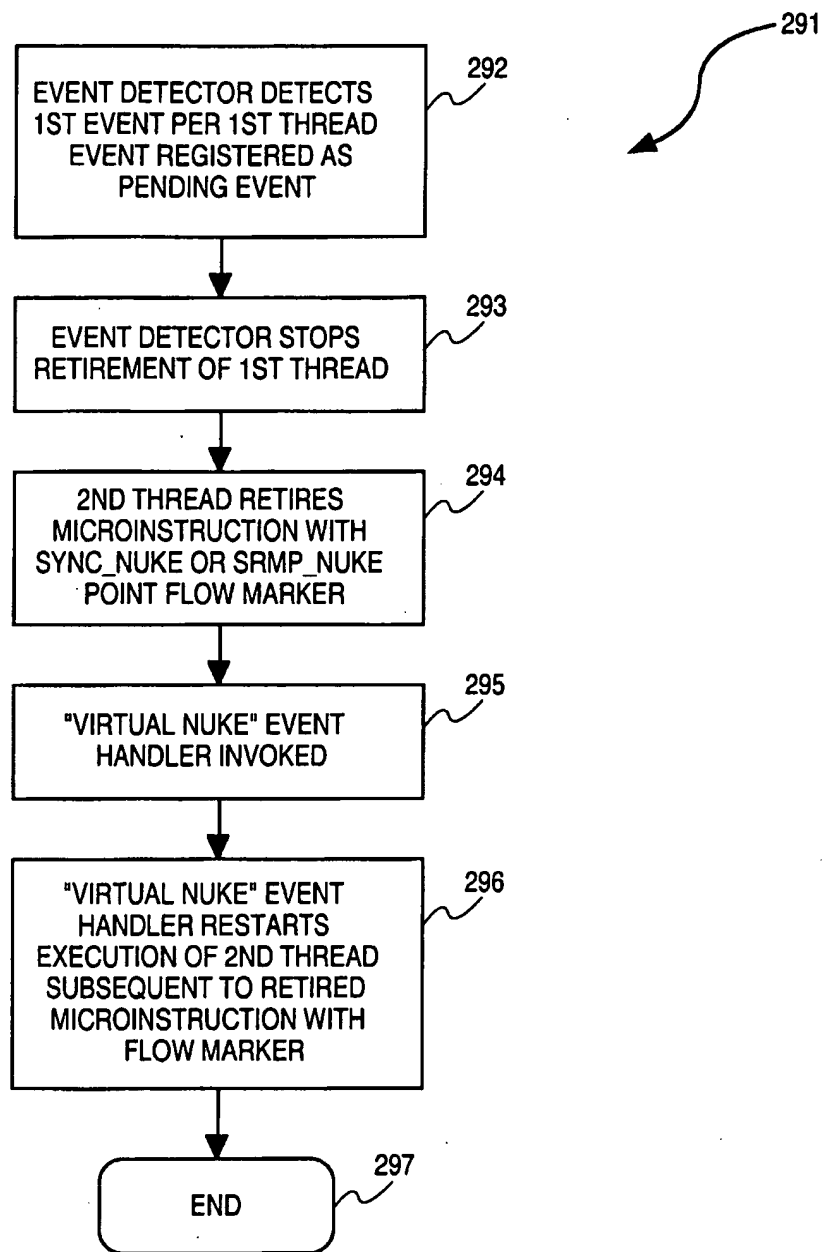 291
292
EVENT DETECTOR DETECTS
1ST EVENT PER 1ST THREAD
EVENT REGISTERED AS
PENDING EVENT
293
EVENT DETECTOR STOPS
RETIREMENT OF 1ST THREAD
294
2ND THREAD RETIRES
MICROINSTRUCTION WITH
SYNC_NUKE OR SRMP_NUKE
POINT FLOW MARKER
295
"VIRTUAL NUKE" EVENT
HANDLER INVOKED
296
"VIRTUAL NUKE" EVENT
HANDLER RESTARTS
EXECUTION OF 2ND THREAD
SUBSEQUENT TO RETIRED
MICROINSTRUCTION WITH
FLOW MARKER
297
END